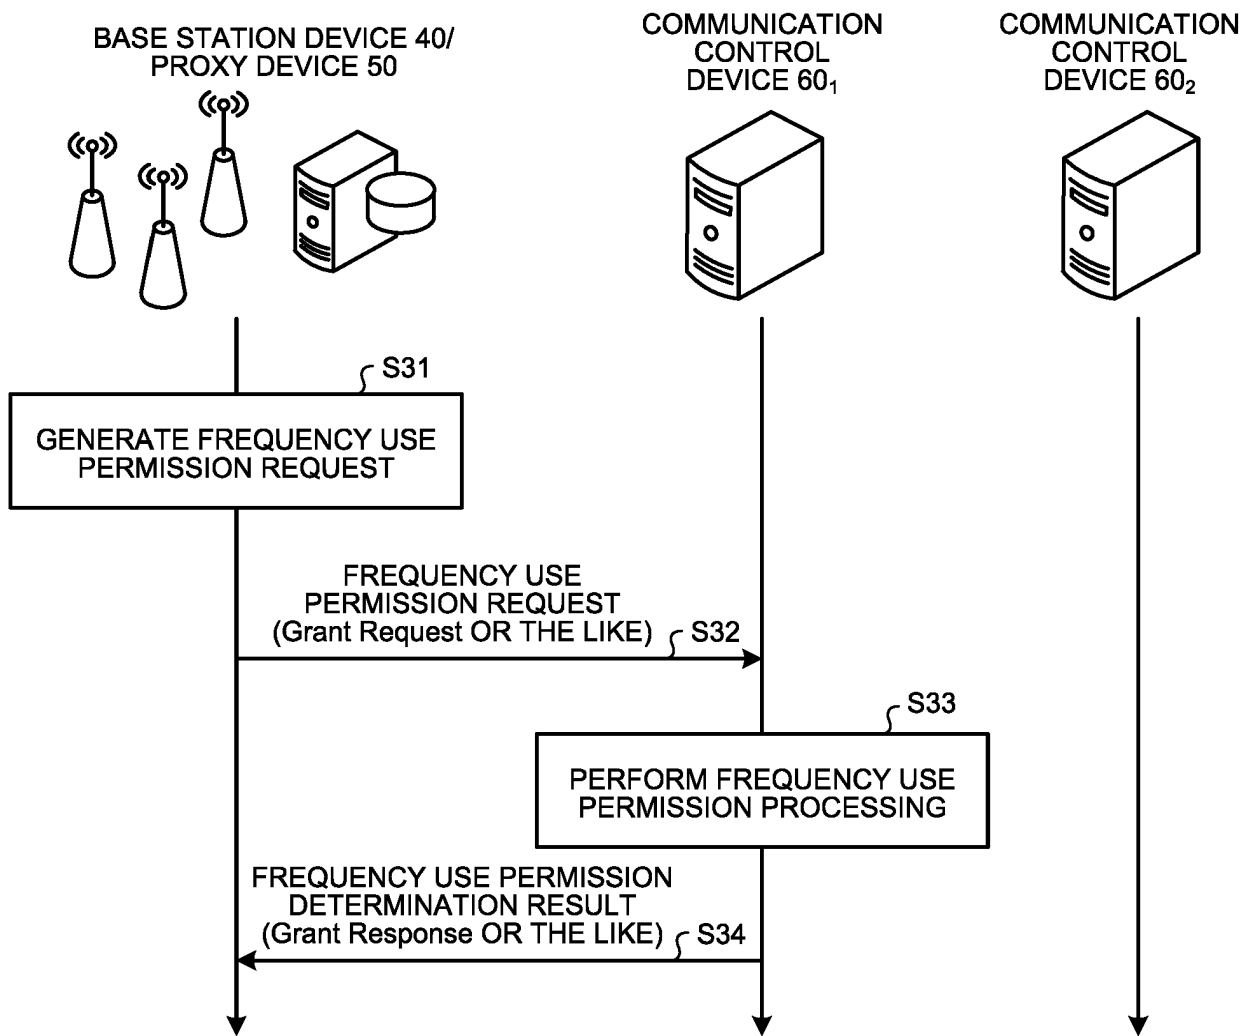 BASE STATION DEVICE 40/
PROXY DEVICE 50
COMMUNICATION
CONTROL
DEVICE 60₁
COMMUNICATION
CONTROL
DEVICE 60₂
S31
GENERATE FREQUENCY USE
PERMISSION REQUEST
FREQUENCY USE
PERMISSION REQUEST
(Grant Request OR THE LIKE)
S32
S33
PERFORM FREQUENCY USE
PERMISSION PROCESSING
FREQUENCY USE PERMISSION
DETERMINATION RESULT
(Grant Response OR THE LIKE)
S34